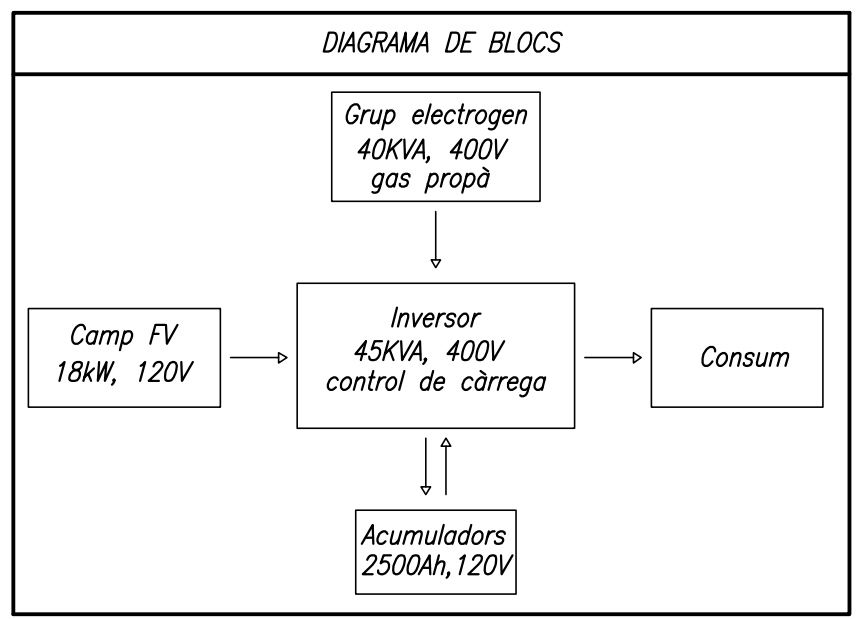 DIAGRAMA DE BLOCS
Grup electrogen
40KVA, 400V
gas propà
Camp FV
18kW, 120V
Inversor
45KVA, 400V
control de càrrega
Consum
Acumuladors
2500Ah,120V